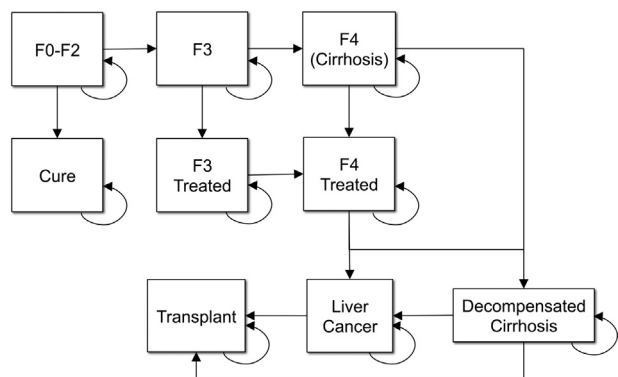 F0-F2
F3
F4
(Cirrhosis)
Cure
F3
Treated
F4
Treated
Transplant
Liver
Cancer
Decompensated
Cirrhosis